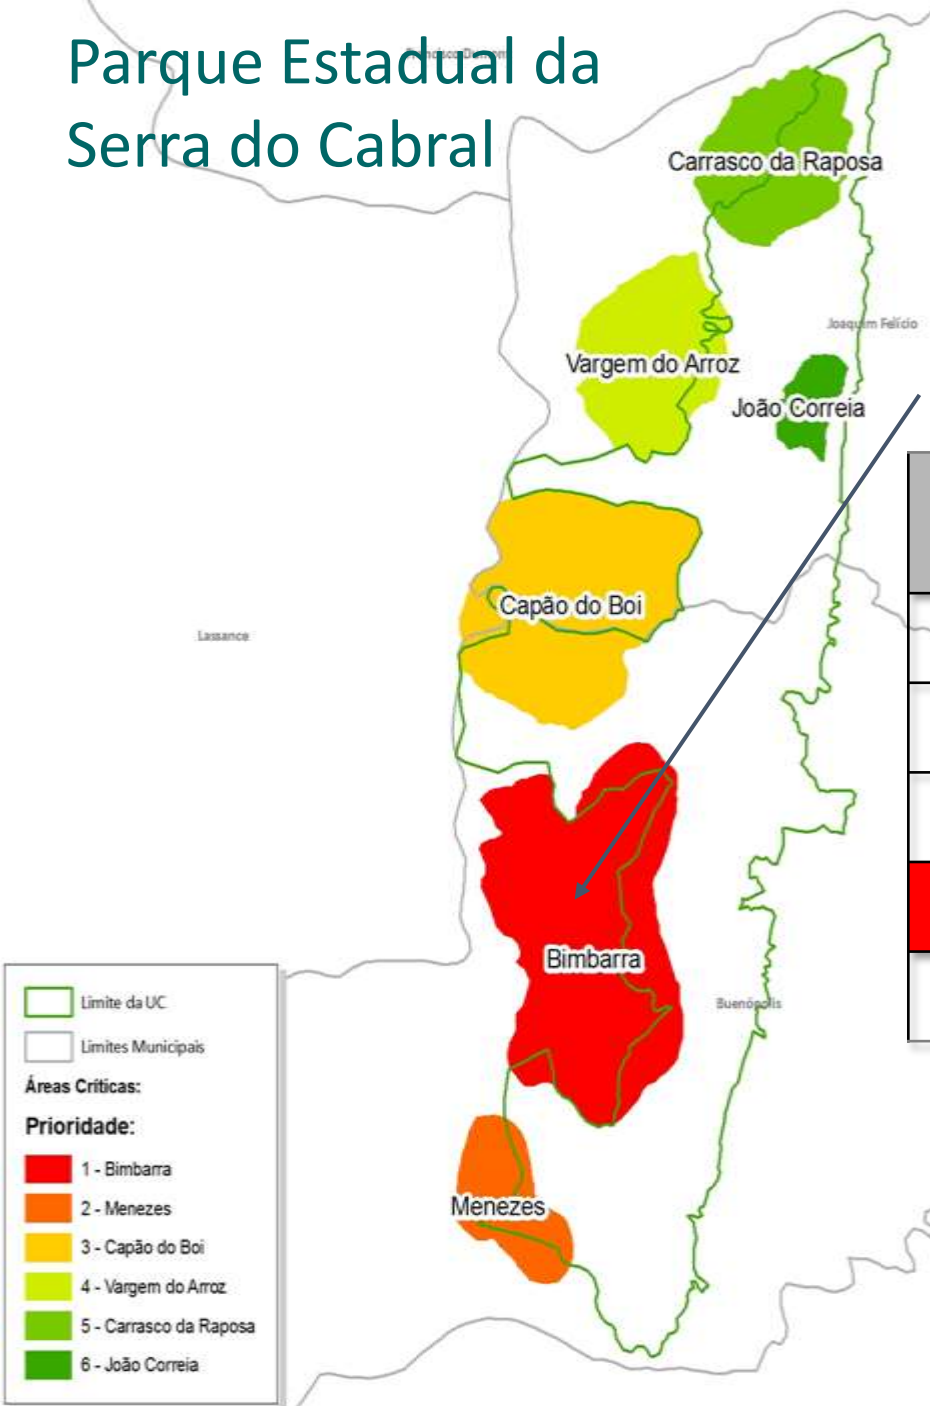 Parque Estadual da
Serra do Cabral
Francisco Dumont
Carrasco da Raposa
Joaquim Felício
Vargem do Arroz
João Correia
Capão do Boi
Lassance
Bimbarra
Buenópolis
Menezes
Limite da UC
Limites Municipais
Áreas Críticas:
Prioridade:
1 - Bimbarra
2 - Menezes
3 - Capão do Boi
4 - Vargem do Arroz
5 - Carrasco da Raposa
6 - João Correia